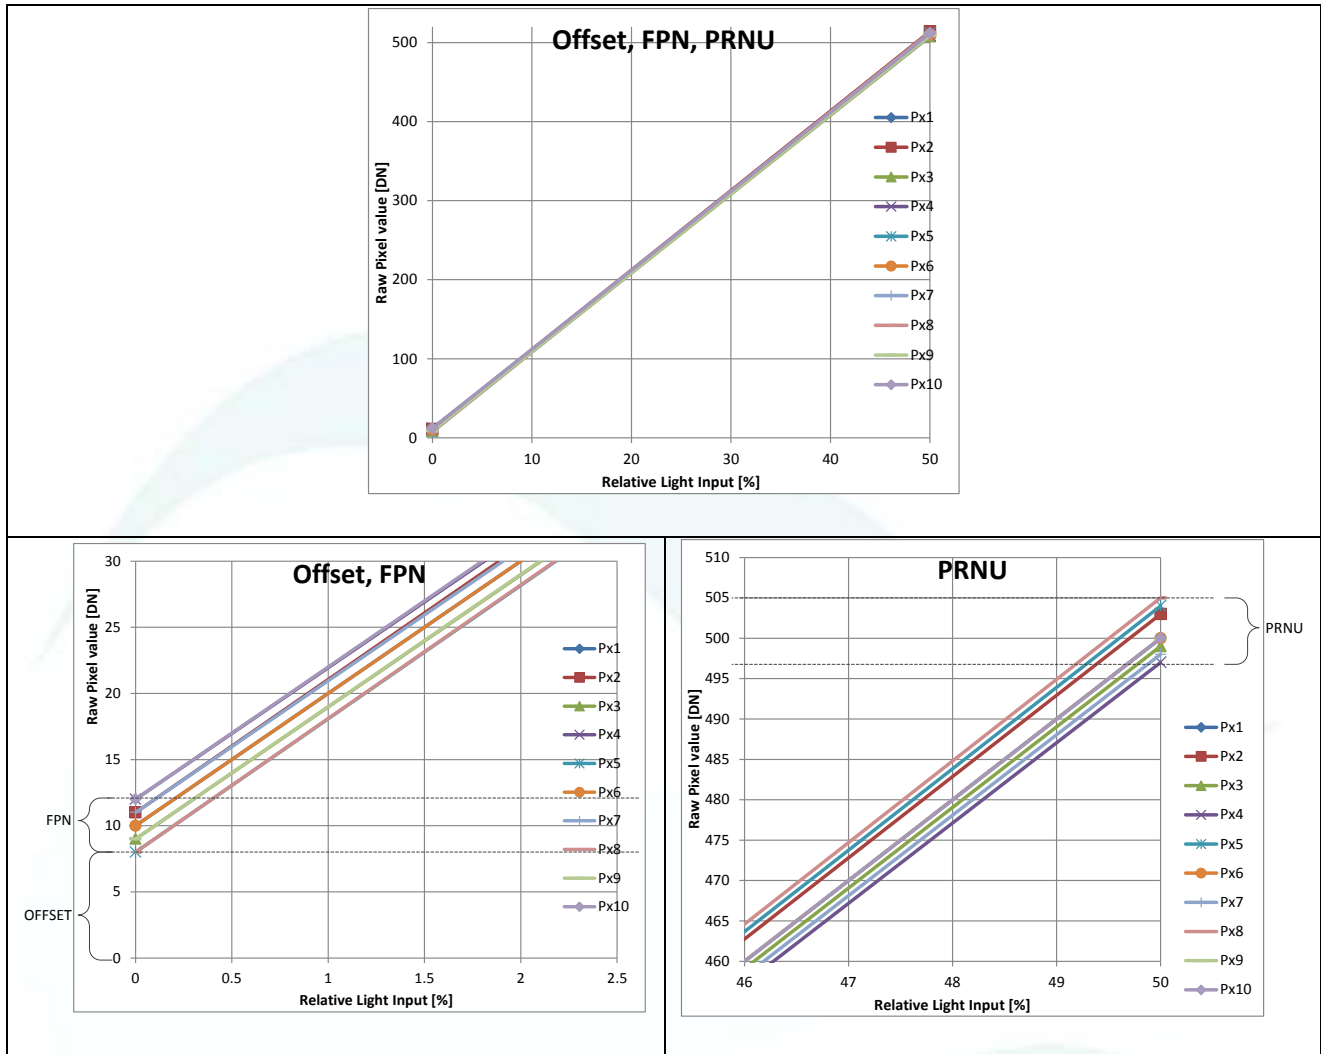 Offset, FPN, PRNU
Raw Pixel value [DN]
500
400
300
200
100
0
0 10 20 30 40 50
Relative Light Input [%]
Px1
Px2
Px3
Px4
Px5
Px6
Px7
Px8
Px9
Px10
Offset, FPN
Raw Pixel value [DN]
30
25
20
15
10
5
0
0 0.5 1 1.5 2 2.5
Relative Light Input [%]
FPN
OFFSET
Px1
Px2
Px3
Px4
Px5
Px6
Px7
Px8
Px9
Px10
PRNU
Raw Pixel value [DN]
510
505
500
495
490
485
480
475
470
465
460
46 47 48 49 50
Relative Light Input [%]
PRNU
Px1
Px2
Px3
Px4
Px5
Px6
Px7
Px8
Px9
Px10